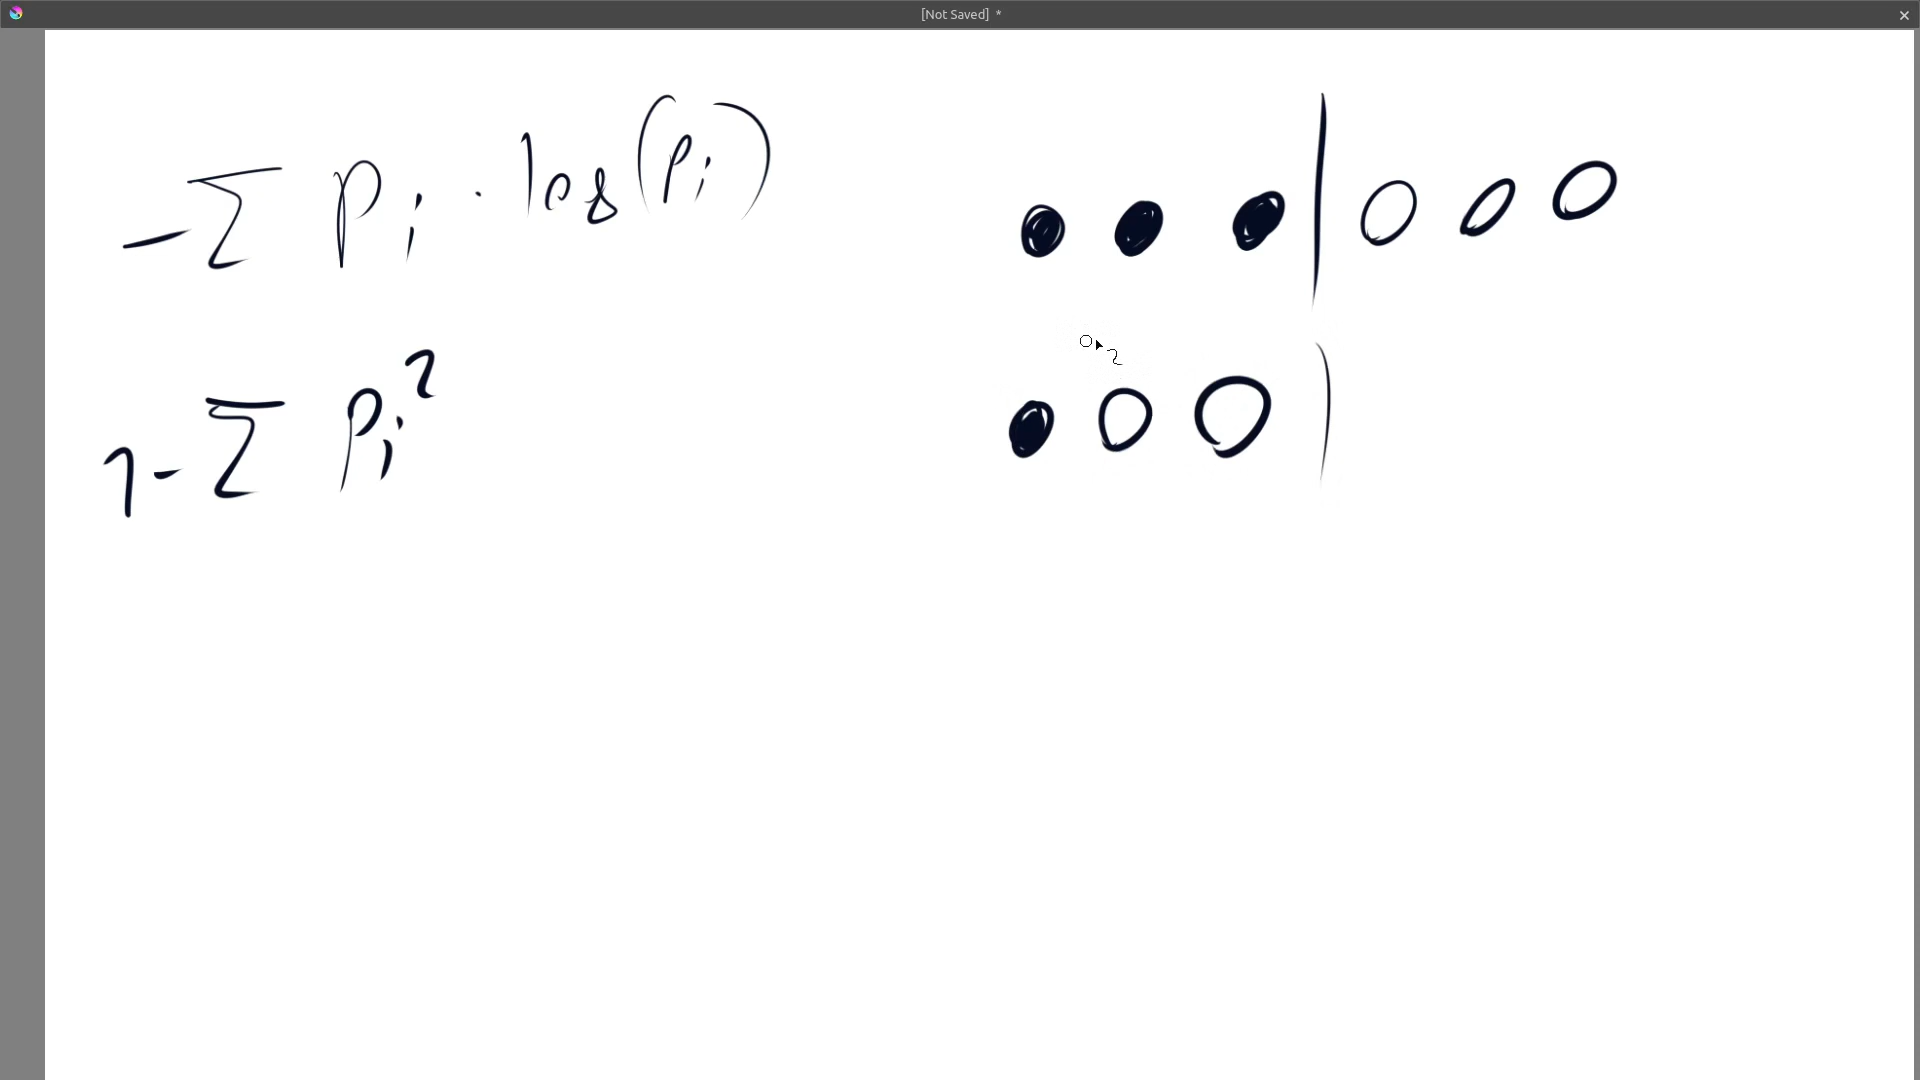 [Not Saved] *
-Σ Pi · log(Pi)
1-Σ Pi²